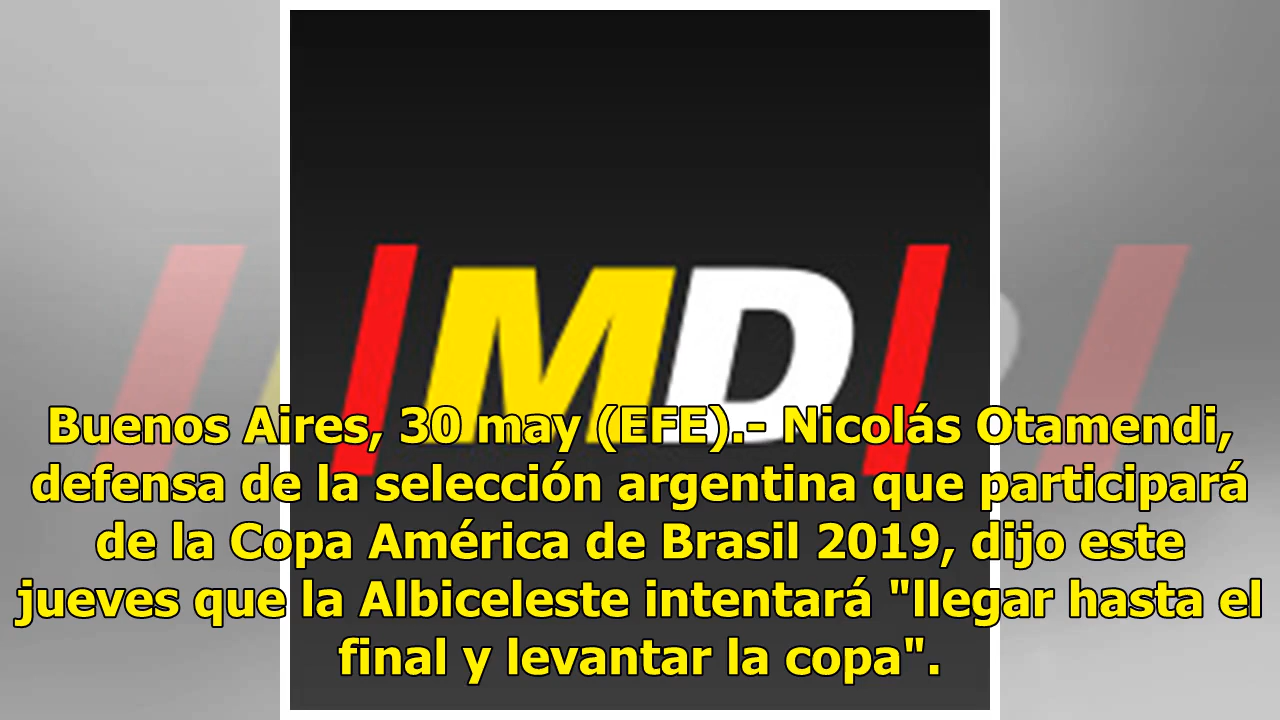 MD
Buenos Aires, 30 may (EFE).- Nicolás Otamendi,
defensa de la selección argentina que participará
de la Copa América de Brasil 2019, dijo este
jueves que la Albiceleste intentará "llegar hasta el
final y levantar la copa".